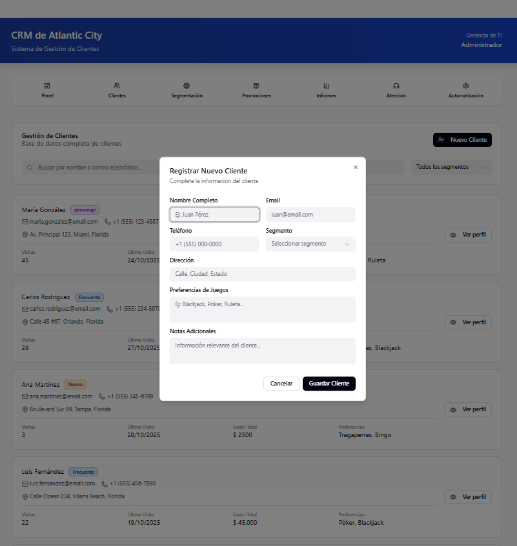 CRM de Atlantic City
Sistema de Gestión de Clientes
Gerencia de TI
Administrador
Panel
Clientes
Segmentación
Promociones
Informes
Atención
Automatización
Gestión de Clientes
Base de datos completa de clientes
Nuevo Cliente
Buscar por nombre o correo electrónico...
Todos los segmentos
Registrar Nuevo Cliente
Complete la información del cliente
Nombre Completo
Email
Ej: Juan Pérez
juan@email.com
Teléfono
Segmento
+1 (555) 000-0000
Seleccionar segmento
Dirección
Calle, Ciudad, Estado
Preferencias de Juegos
Ej: Blackjack, Poker, Ruleta...
Notas Adicionales
Información relevante del cliente...
Cancelar
Guardar Cliente
María González
maria.gonzalez@email.com
+1 (555) 123-4567
Av. Principal 123, Miami, Florida
Ver perfil
Visitas
Última Visita
45
24/10/2025
Ruleta
Carlos Rodríguez
Frecuente
carlos.rodriguez@email.com
+1 (555) 234-567
Calle 45 #67, Orlando, Florida
Ver perfil
Visitas
Última Visita
28
27/10/2025
as, Blackjack
Ana Martínez
Nuevo
ana.martinez@email.com
+1 (555) 345-6789
Boulevard Sur 89, Tampa, Florida
Ver perfil
Visitas
Última Visita
Gasto Total
Preferencias
3
28/10/2025
$ 2500
Tragaperras, Bingo
Luis Fernández
Frecuente
luis.fernandez@email.com
+1 (555) 456-7890
Calle Ocean 234, Miami Beach, Florida
Ver perfil
Visitas
Última Visita
Gasto Total
Preferencias
22
19/10/2025
$ 45,000
Póker, Blackjack